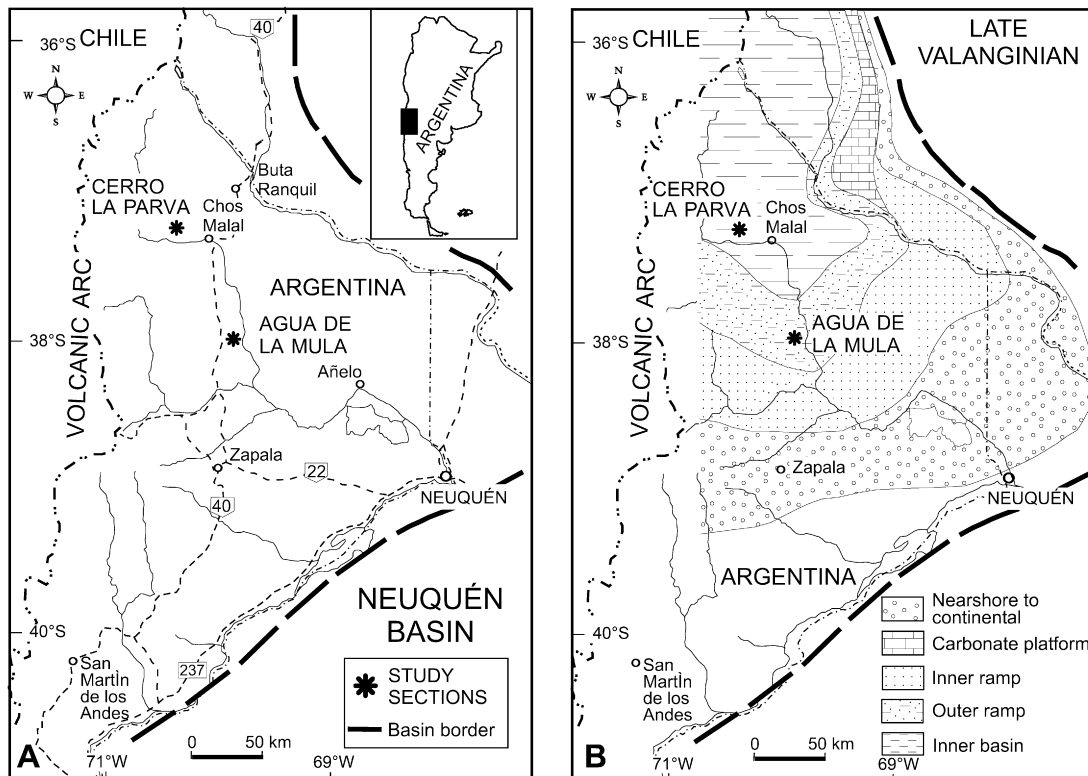 40
36°S
CHILE
N
W
E
S
ARGENTINA
Buta
Ranquil
CERRO
LA PARVA
Chos
Malal
ARGENTINA
VOLCANIC ARC
AGUA DE
LA MULA
38°S
Añelo
Zapala
22
40
NEUQUÉN
NEUQUÉN
BASIN
40°S
San
Martìn
de los
Andes
237
STUDY
SECTIONS
Basin border
A
0
50 km
71°W
69°W
36°S
CHILE
LATE
VALANGINIAN
N
W
E
S
CERRO
LA PARVA
Chos
Malal
VOLCANIC ARC
AGUA DE
LA MULA
38°S
Zapala
NEUQUÉN
ARGENTINA
40°S
San
Martìn
de los
Andes
Nearshore to
continental
Carbonate platform
Inner ramp
Outer ramp
Inner basin
B
0
50 km
71°W
69°W